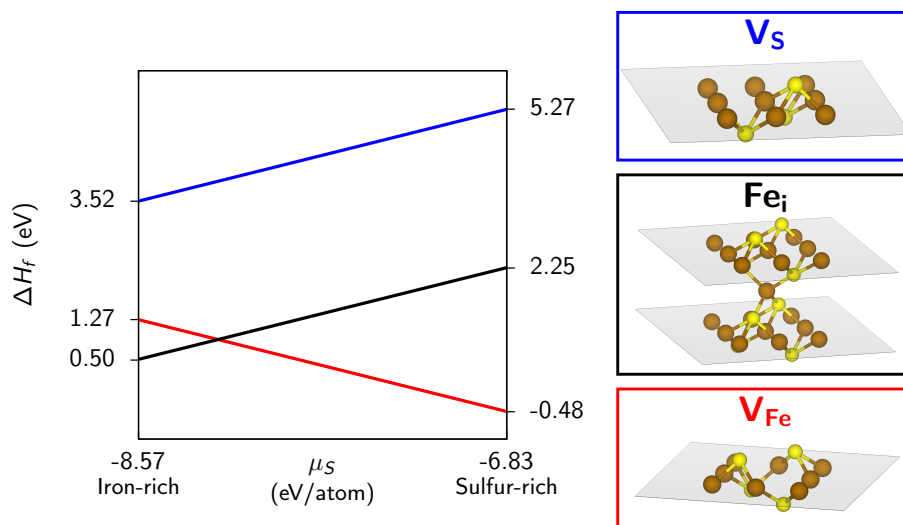 V_S
5.27
3.52
ΔH_f (eV)
Fe_i
2.25
1.27
0.50
-0.48
V_Fe
-8.57
μ_S
-6.83
Iron-rich
(eV/atom)
Sulfur-rich